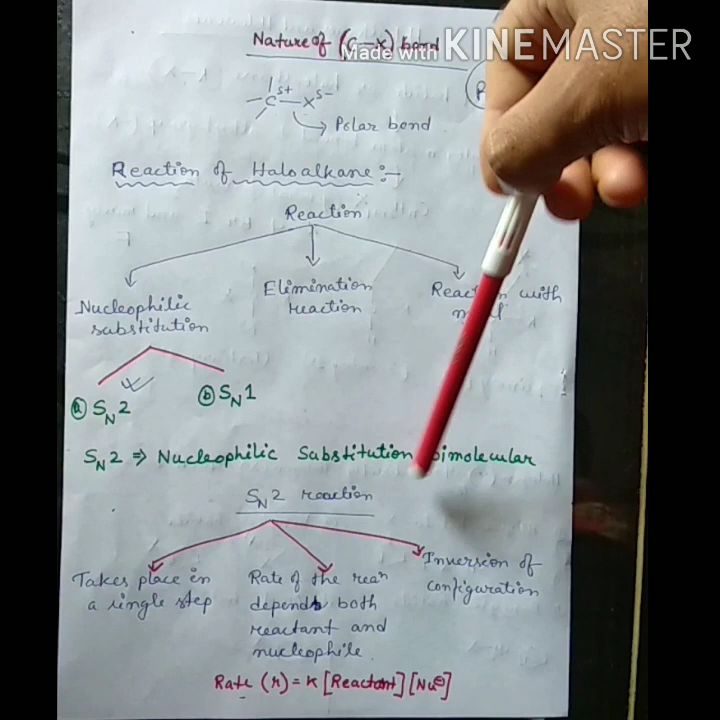 Nature of (C-X) bond
Made with KINEMASTER
C δ+ — X δ-
→ Polar bond
Reaction of Haloalkane :-
Reaction
Nucleophilic substitution
Elimination reaction
Reaction with
(a) SN2
(b) SN1
SN2 ⇒ Nucleophilic Substitution bimolecular
SN2 reaction
Takes place in a single step
Rate of the rean depends both reactant and nucleophile.
Inversion of configuration
Rate (r) = K [Reactant] [Nu⊖]